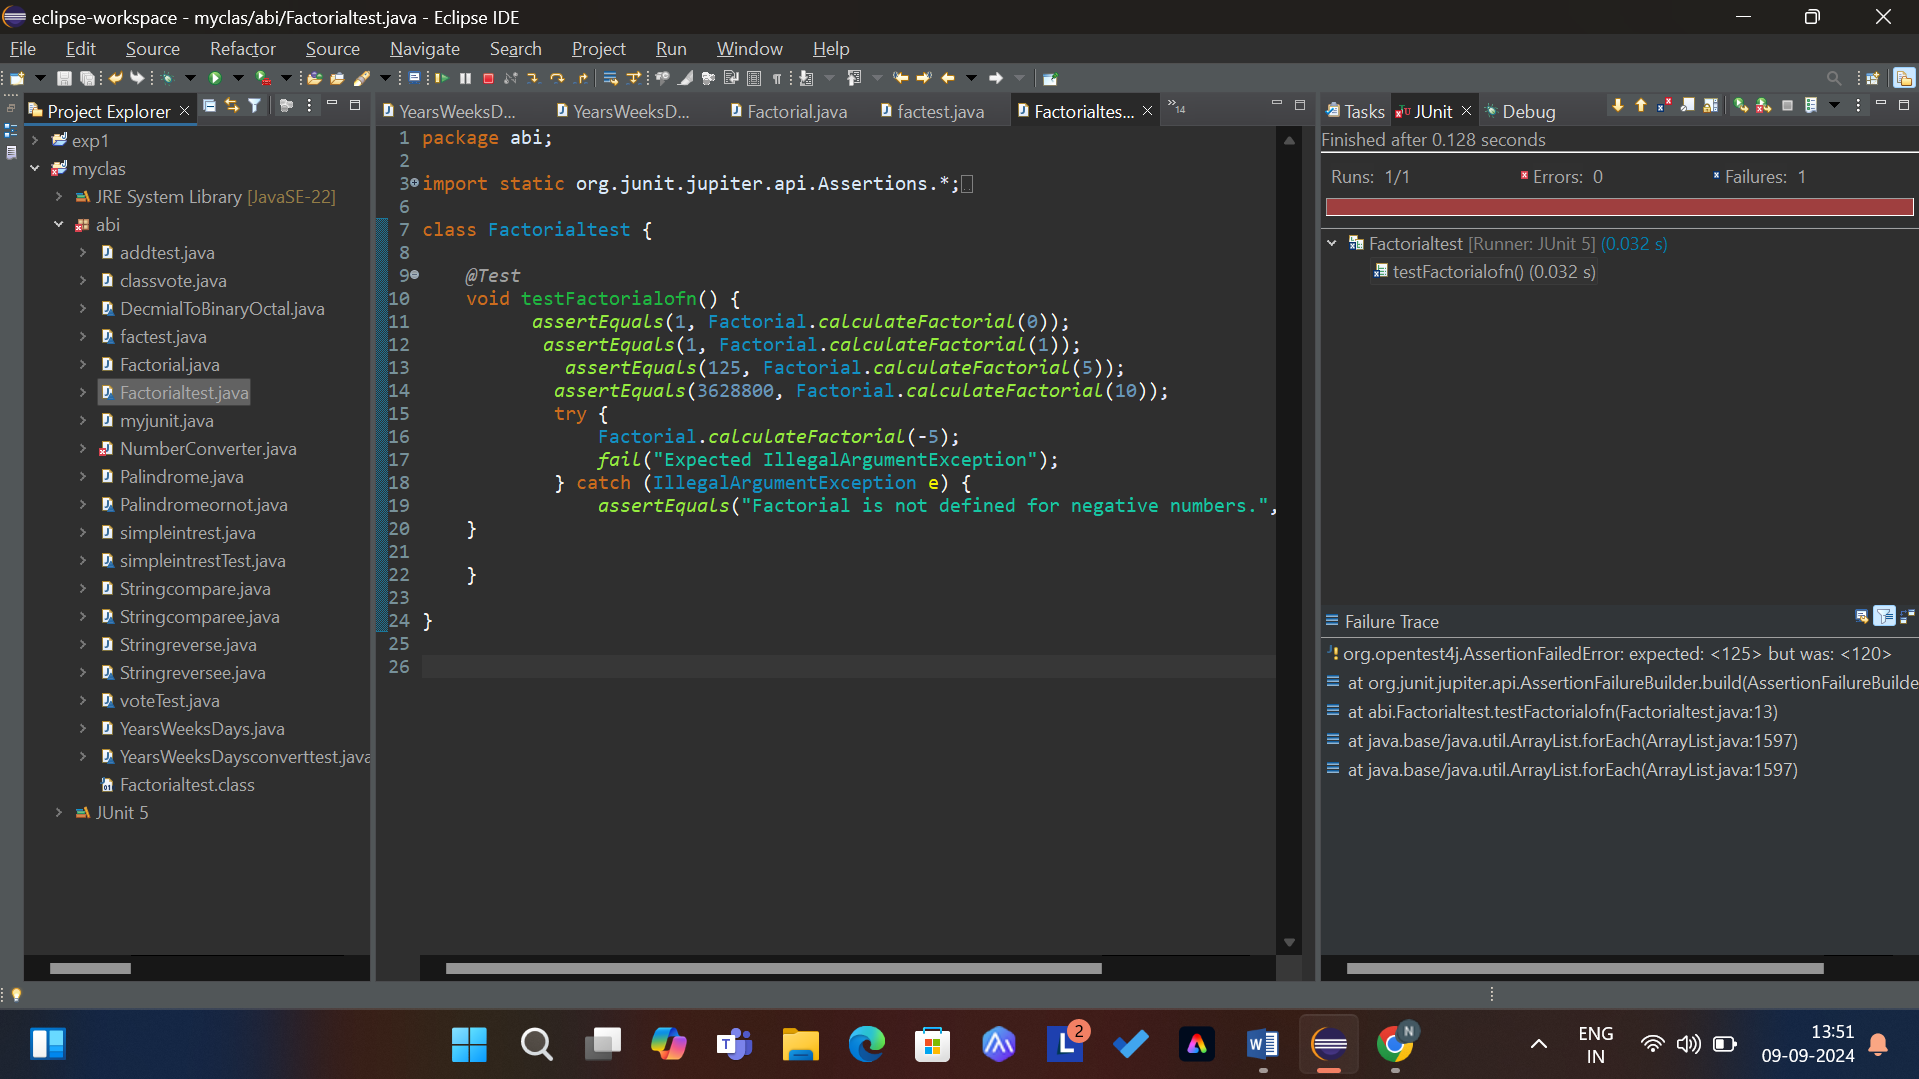 eclipse-workspace - myclas/abi/Factorialtest.java - Eclipse IDE
File Edit Source Refactor Source Navigate Search Project Run Window Help
Project Explorer
exp1
myclas
JRE System Library [JavaSE-22]
abi
addtest.java
classvote.java
DecmialToBinaryOctal.java
factest.java
Factorial.java
Factorialtest.java
myjunit.java
NumberConverter.java
Palindrome.java
Palindromeornot.java
simpleintrest.java
simpleintrestTest.java
Stringcompare.java
Stringcomparee.java
Stringreverse.java
Stringreversee.java
voteTest.java
YearsWeeksDays.java
YearsWeeksDaysconverttest.java
Factorialtest.class
JUnit 5
YearsWeeksD... YearsWeeksD... Factorial.java factest.java Factorialtes... »14
1 package abi;
2
3 import static org.junit.jupiter.api.Assertions.*;
6
7 class Factorialtest {
8
9 @Test
10 void testFactorialofn() {
11 assertEquals(1, Factorial.calculateFactorial(0));
12 assertEquals(1, Factorial.calculateFactorial(1));
13 assertEquals(125, Factorial.calculateFactorial(5));
14 assertEquals(3628800, Factorial.calculateFactorial(10));
15 try {
16 Factorial.calculateFactorial(-5);
17 fail("Expected IllegalArgumentException");
18 } catch (IllegalArgumentException e) {
19 assertEquals("Factorial is not defined for negative numbers.",
20 }
21
22 }
23
24 }
25
26
Tasks JUnit Debug
Finished after 0.128 seconds
Runs: 1/1 Errors: 0 Failures: 1
Factorialtest [Runner: JUnit 5] (0.032 s)
testFactorialofn() (0.032 s)
Failure Trace
org.opentest4j.AssertionFailedError: expected: <125> but was: <120>
at org.junit.jupiter.api.AssertionFailureBuilder.build(AssertionFailureBuilde
at abi.Factorialtest.testFactorialofn(Factorialtest.java:13)
at java.base/java.util.ArrayList.forEach(ArrayList.java:1597)
at java.base/java.util.ArrayList.forEach(ArrayList.java:1597)
2
N
ENG
IN
13:51
09-09-2024